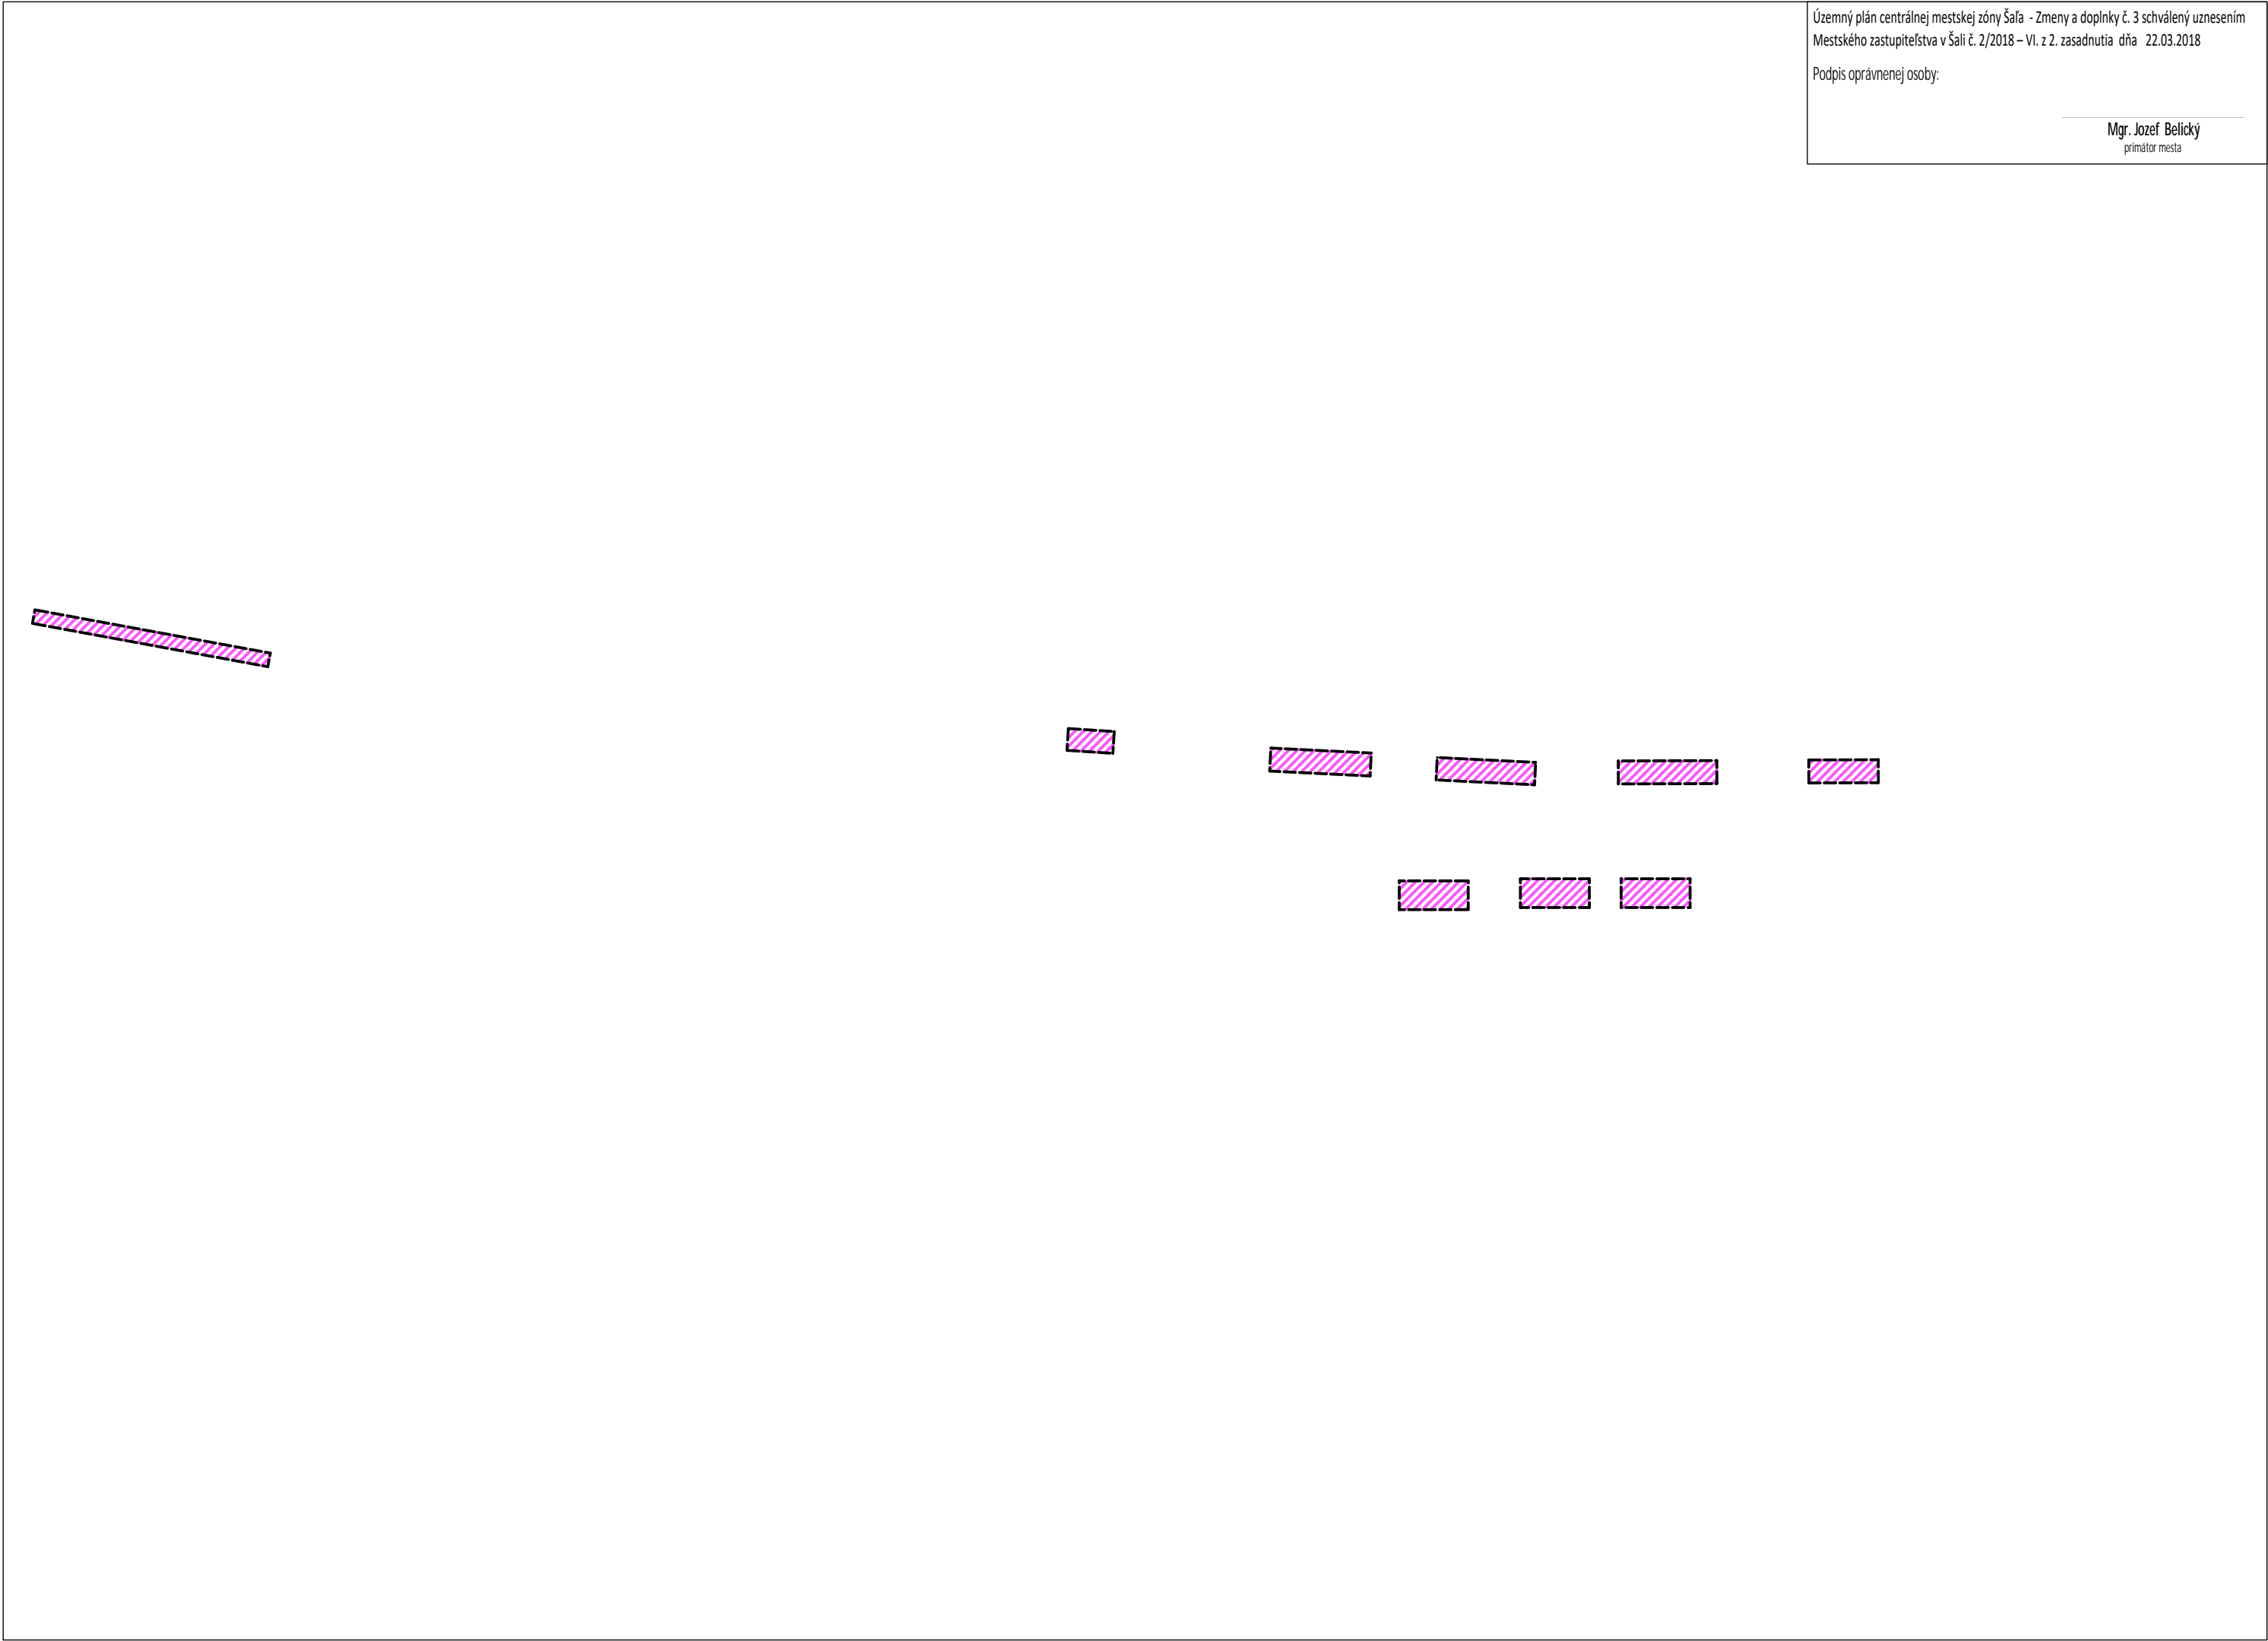 Územný plán centrálnej mestskej zóny Šaľa - Zmeny a doplnky č. 3 schválený uznesením
Mestského zastupiteľstva v Šali č. 2/2018 – VI. z 2. zasadnutia dňa 22.03.2018
Podpis oprávnenej osoby:
Mgr. Jozef Belický
primátor mesta